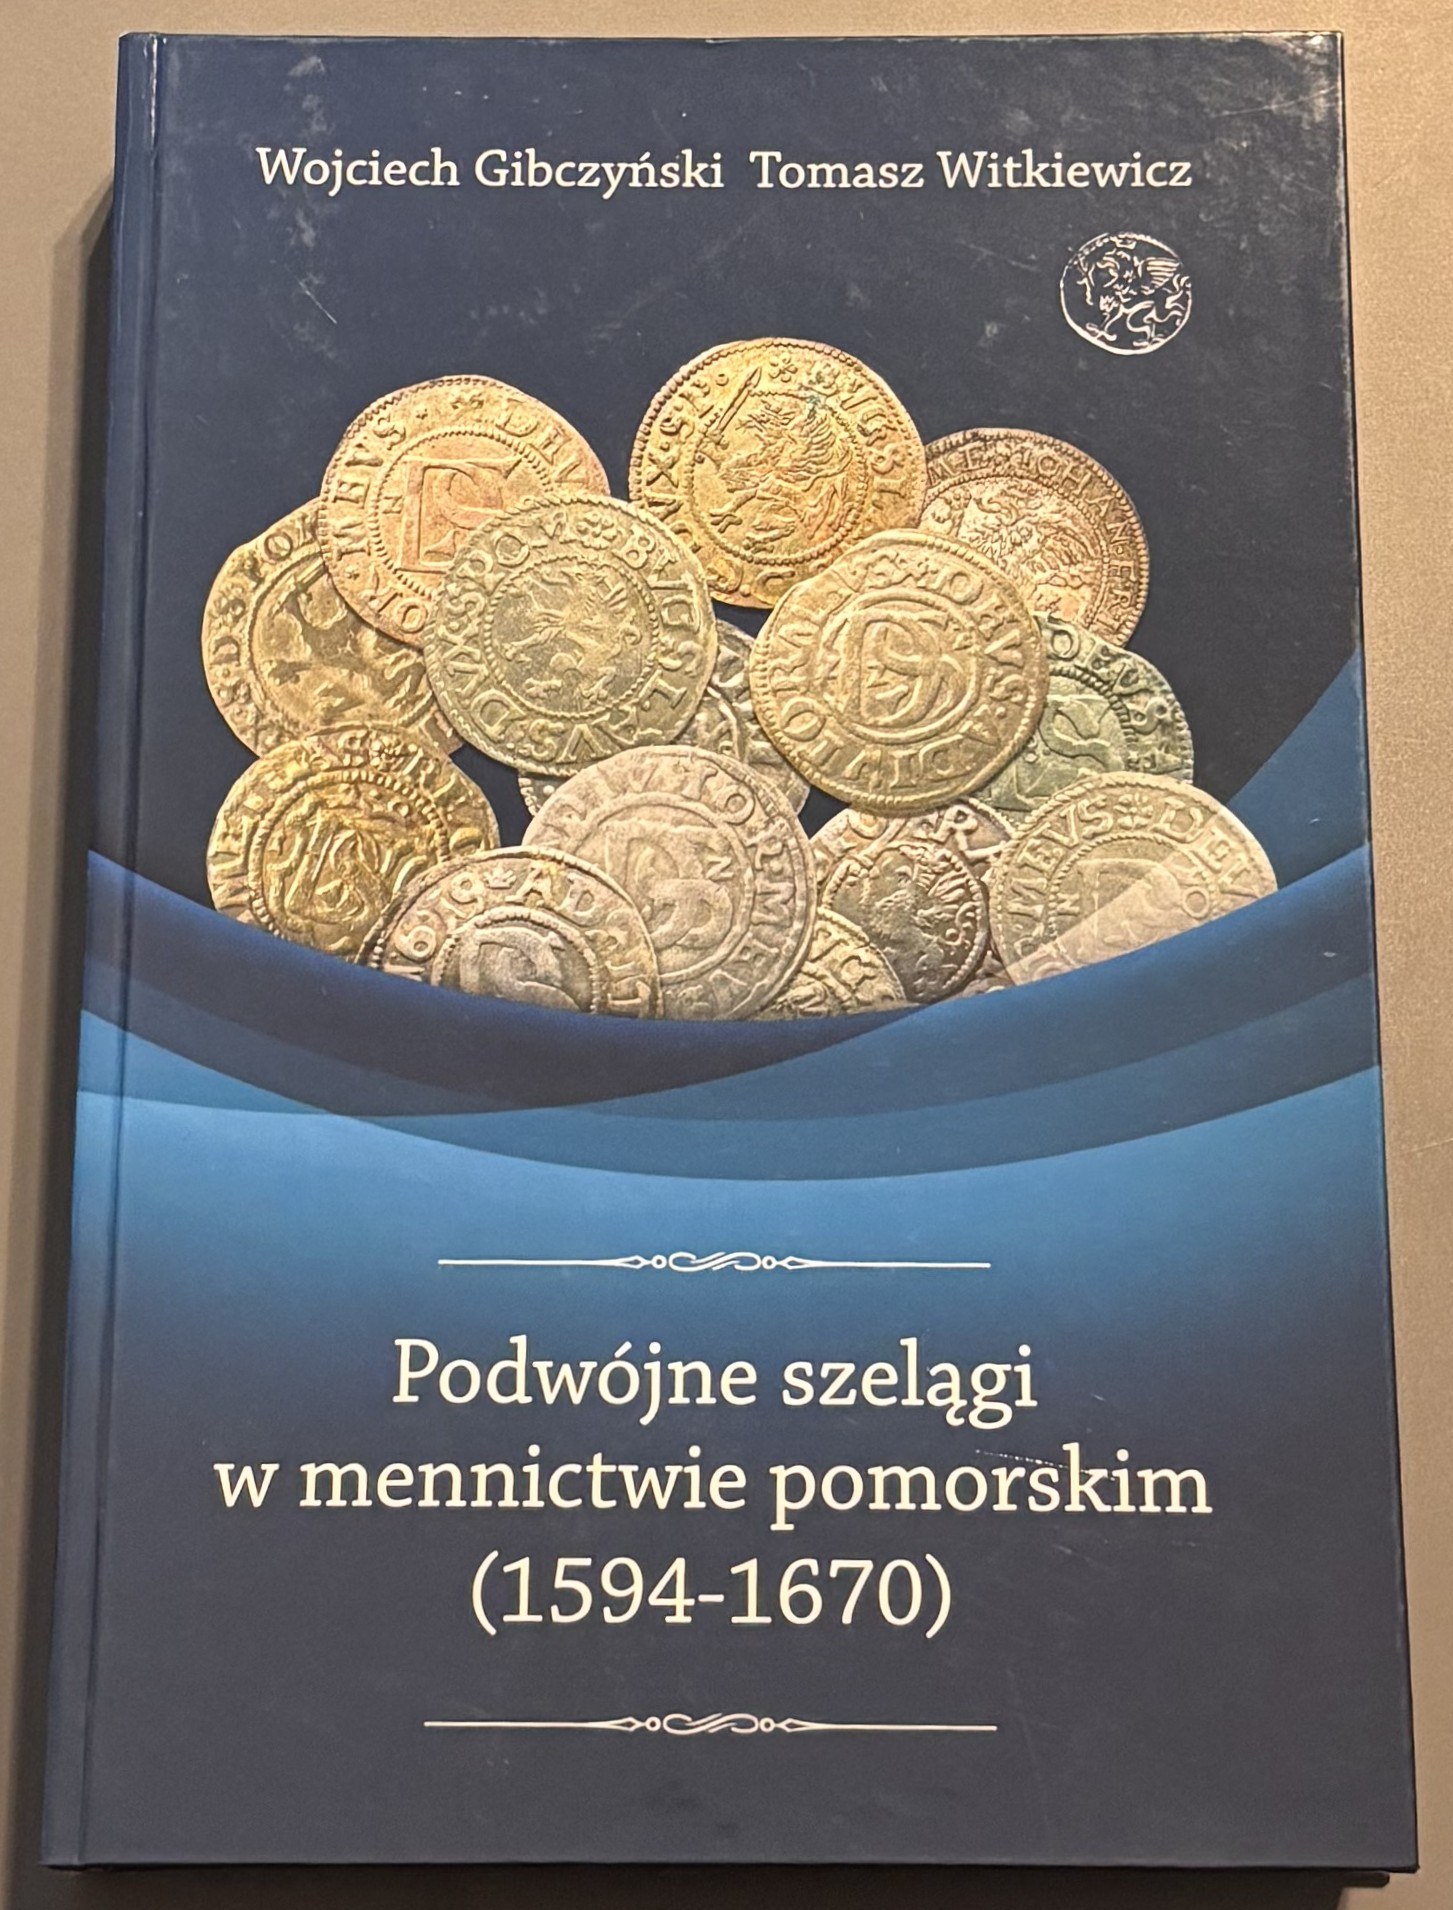 Wojciech Gibczyński Tomasz Witkiewicz
Podwójne szelągi
w mennictwie pomorskim
(1594-1670)